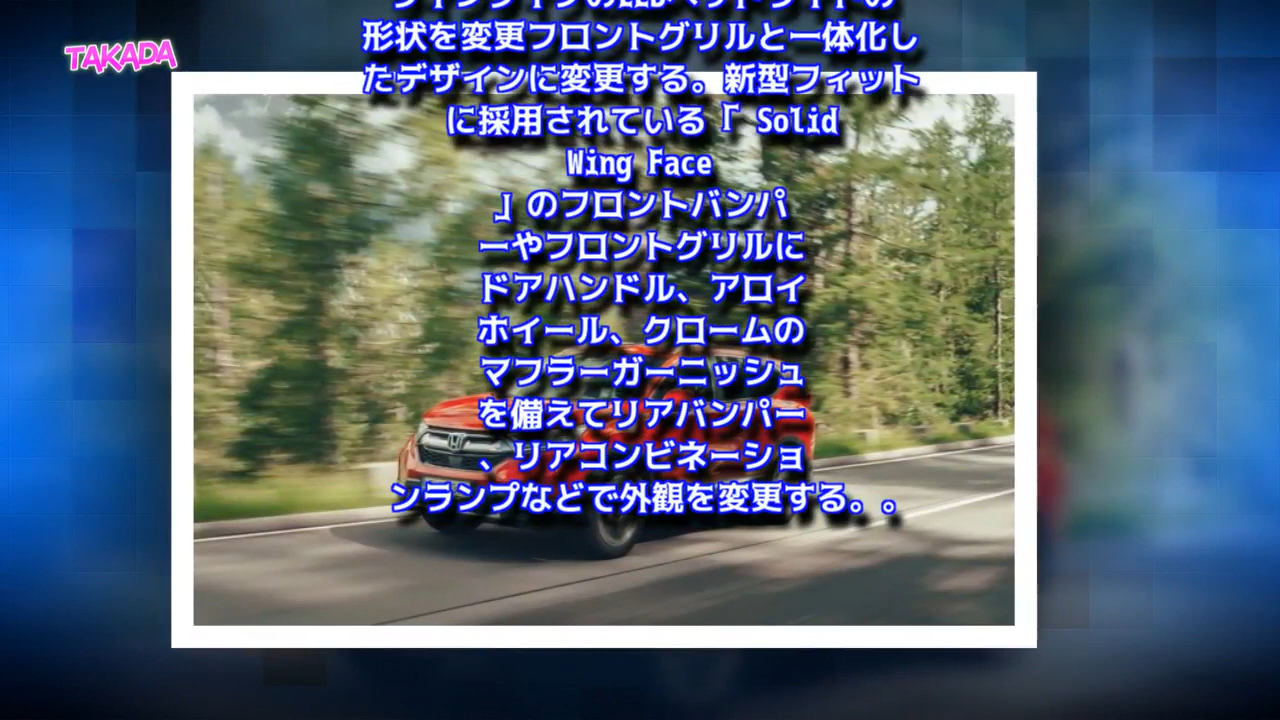 TAKADA
形状を変更フロントグリルと一体化し
たデザインに変更する。新型フィット
に採用されている「 Solid
Wing Face
」のフロントバンパ
ーやフロントグリルに
ドアハンドル、アロイ
ホイール、クロームの
マフラーガーニッシュ
を備えてリアバンパー
、リアコンビネーショ
ンランプなどで外観を変更する。。